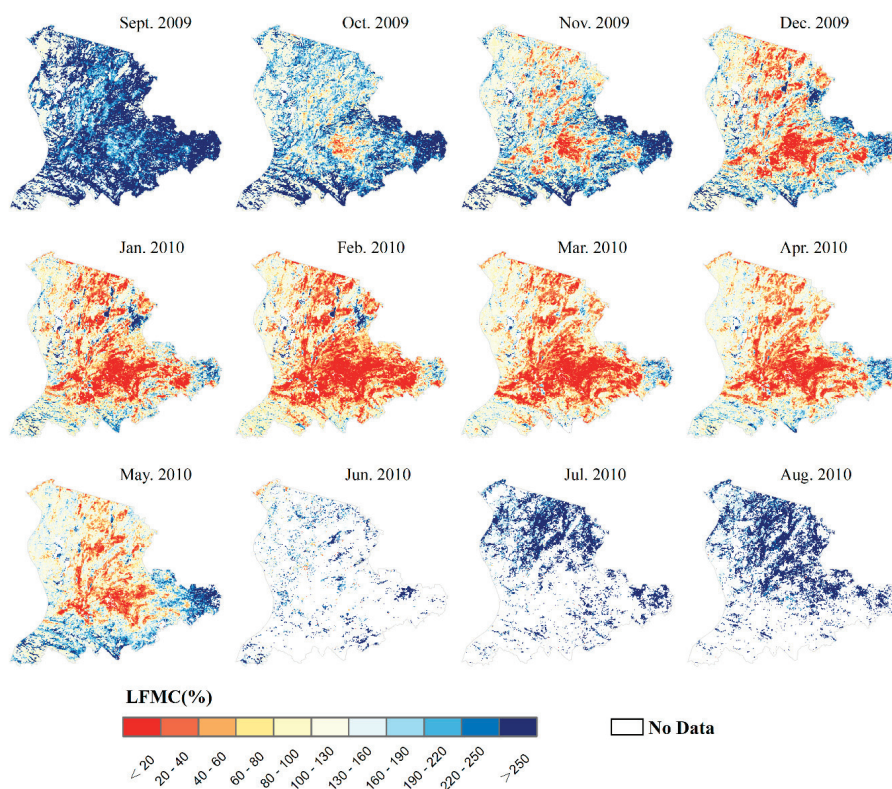 Sept. 2009
Oct. 2009
Nov. 2009
Dec. 2009
Jan. 2010
Feb. 2010
Mar. 2010
Apr. 2010
May. 2010
Jun. 2010
Jul. 2010
Aug. 2010
LFMC(%)
No Data
< 20
20 - 40
40 - 60
60 - 80
80 - 100
100 - 130
130 - 160
160 - 190
190 - 220
220 - 250
>250